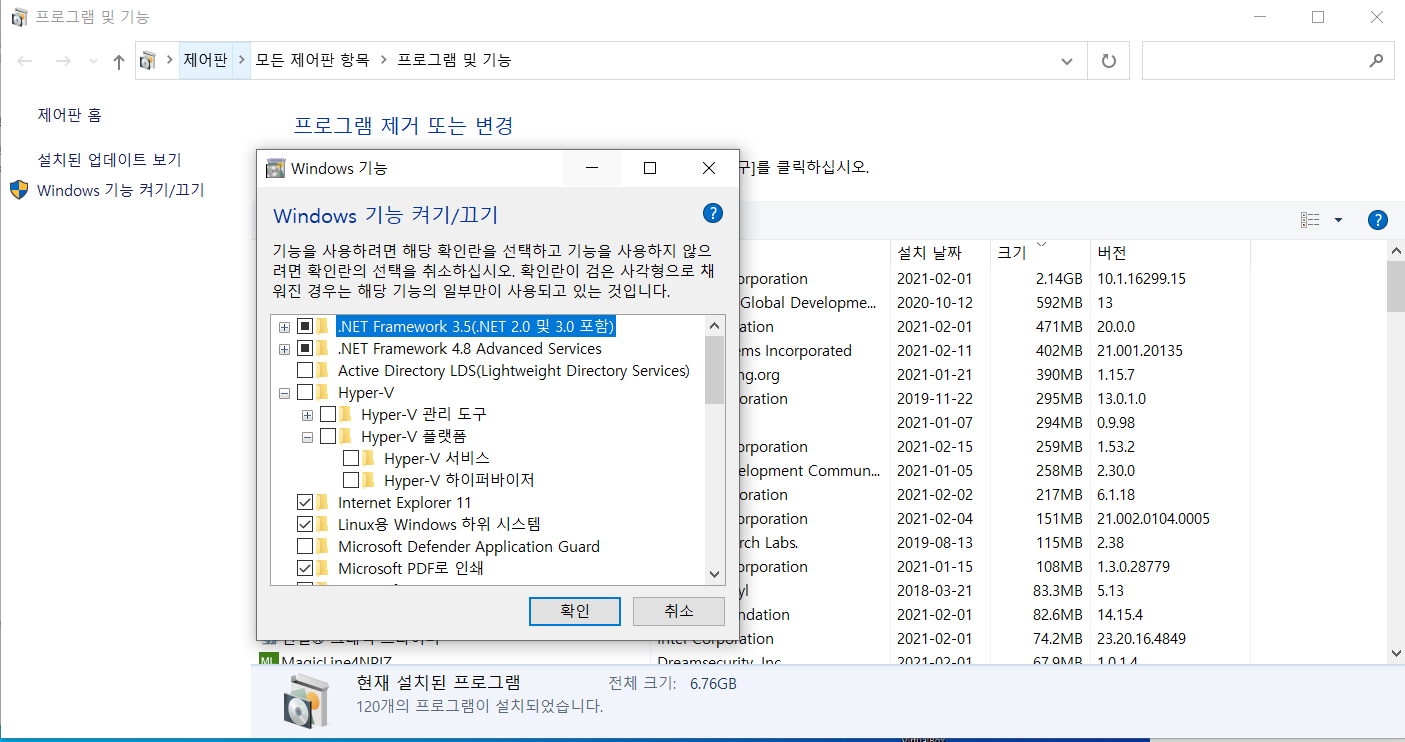 프로그램 및 기능
제어판 > 모든 제어판 항목 > 프로그램 및 기능
제어판 홈
설치된 업데이트 보기
Windows 기능 켜기/끄기
프로그램 제거 또는 변경
구]를 클릭하십시오.
Windows 기능
Windows 기능 켜기/끄기
기능을 사용하려면 해당 확인란을 선택하고 기능을 사용하지 않으
려면 확인란의 선택을 취소하십시오. 확인란이 검은 사각형으로 채
워진 경우는 해당 기능의 일부만이 사용되고 있는 것입니다.
.NET Framework 3.5(.NET 2.0 및 3.0 포함)
.NET Framework 4.8 Advanced Services
Active Directory LDS(Lightweight Directory Services)
Hyper-V
Hyper-V 관리 도구
Hyper-V 플랫폼
Hyper-V 서비스
Hyper-V 하이퍼바이저
Internet Explorer 11
Linux용 Windows 하위 시스템
Microsoft Defender Application Guard
Microsoft PDF로 인쇄
확인
취소
설치 날짜 크기 버전
orporation 2021-02-01 2.14GB 10.1.16299.15
Global Developme... 2020-10-12 592MB 13
ation 2021-02-01 471MB 20.0.0
ems Incorporated 2021-02-11 402MB 21.001.20135
ng.org 2021-01-21 390MB 1.15.7
oration 2019-11-22 295MB 13.0.1.0
2021-01-07 294MB 0.9.98
orporation 2021-02-15 259MB 1.53.2
elopment Commun... 2021-01-05 258MB 2.30.0
oration 2021-02-02 217MB 6.1.18
orporation 2021-02-04 151MB 21.002.0104.0005
rch Labs. 2019-08-13 115MB 2.38
orporation 2021-01-15 108MB 1.3.0.28779
yl 2018-03-21 83.3MB 5.13
ndation 2021-02-01 82.6MB 14.15.4
Intel Corporation 2021-02-01 74.2MB 23.20.16.4849
MagicLine4NPIZ Dreamsecurity, Inc 2021-02-01 67.9MB 1.0.1.4
현재 설치된 프로그램 전체 크기: 6.76GB
120개의 프로그램이 설치되었습니다.